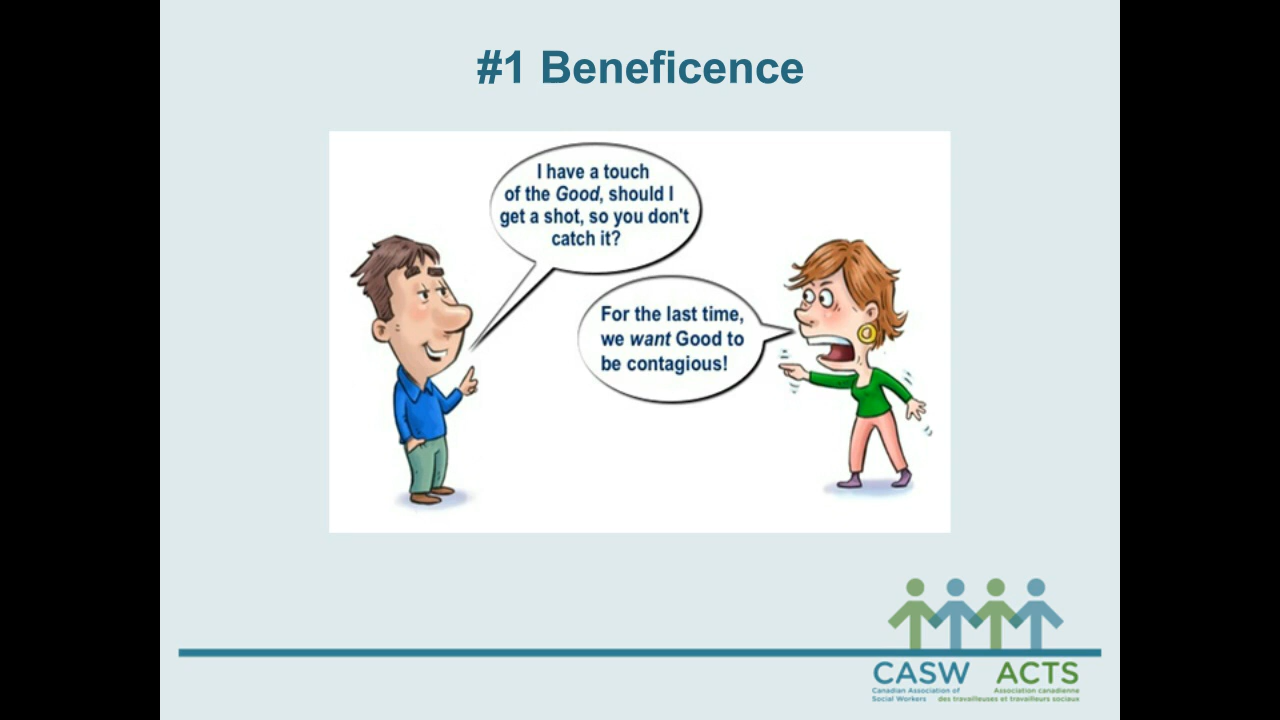 #1 Beneficence
I have a touch
of the Good, should I
get a shot, so you don't
catch it?
For the last time,
we want Good to
be contagious!
CASW ACTS
Canadian Association of Association canadienne
Social Workers des travailleuses et travailleurs sociaux